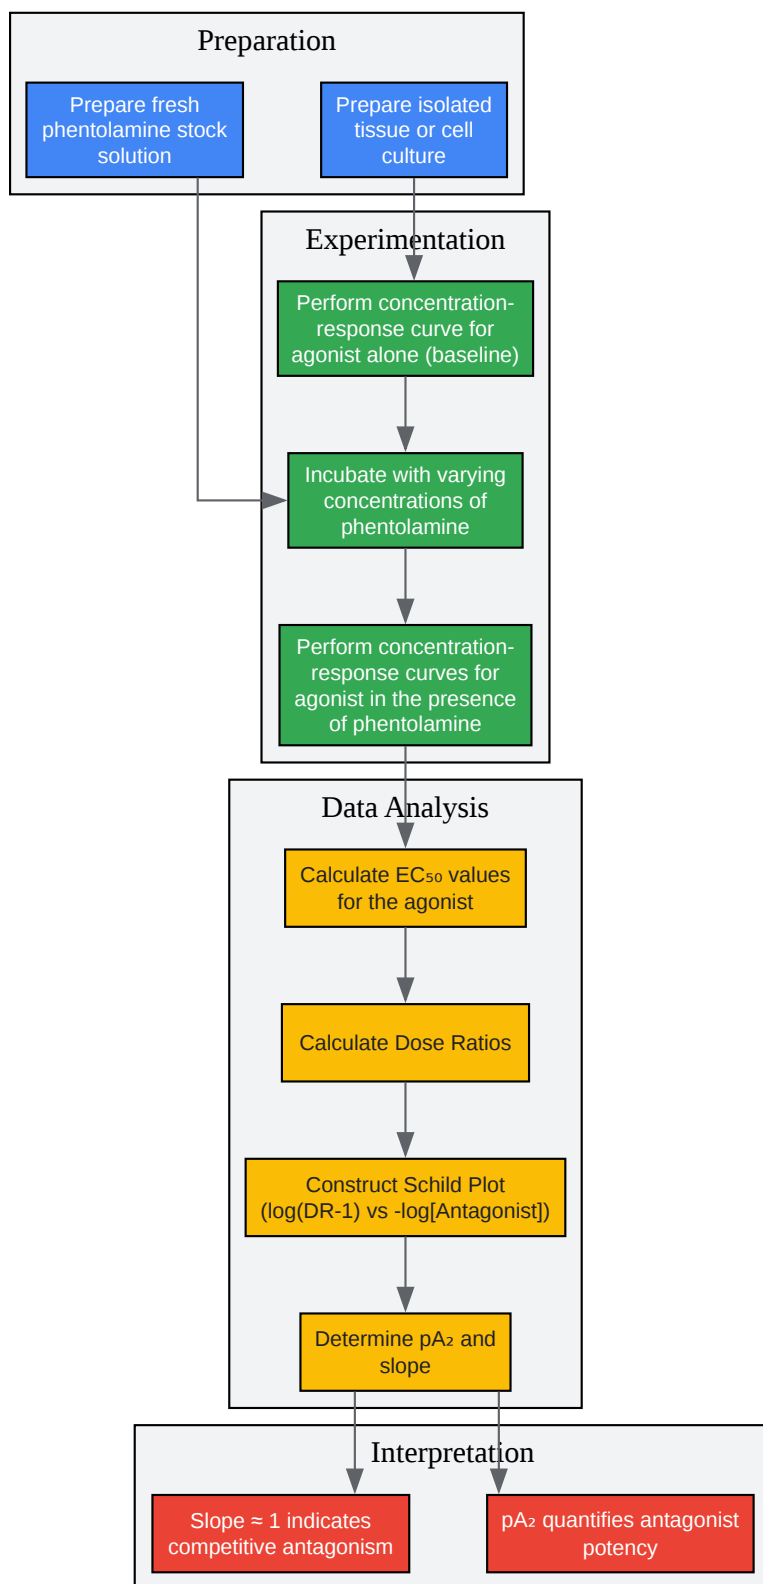 Preparation
Prepare fresh
phentolamine stock
solution
Prepare isolated
tissue or cell
culture
Experimentation
Perform concentration-
response curve for
agonist alone (baseline)
Incubate with varying
concentrations of
phentolamine
Perform concentration-
response curves for
agonist in the presence
of phentolamine
Data Analysis
Calculate EC₅₀ values
for the agonist
Calculate Dose Ratios
Construct Schild Plot
(log(DR-1) vs -log[Antagonist])
Determine pA₂ and
slope
Interpretation
Slope ≈ 1 indicates
competitive antagonism
pA₂ quantifies antagonist
potency